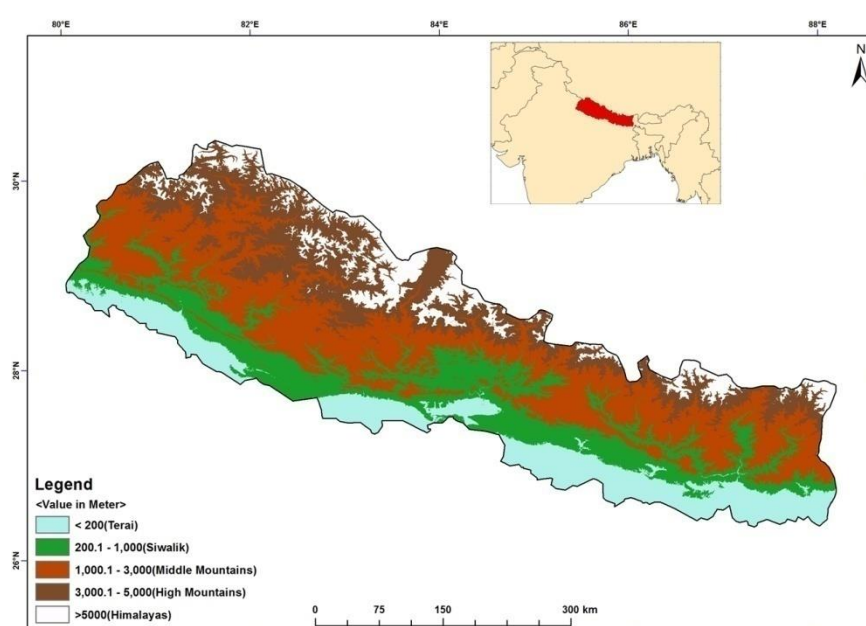 80°E 82°E 84°E 86°E 88°E
N
30°N
28°N
26°N
Legend
<Value in Meter>
< 200(Terai)
200.1 - 1,000(Siwalik)
1,000.1 - 3,000(Middle Mountains)
3,000.1 - 5,000(High Mountains)
>5000(Himalayas)
0 75 150 300 km